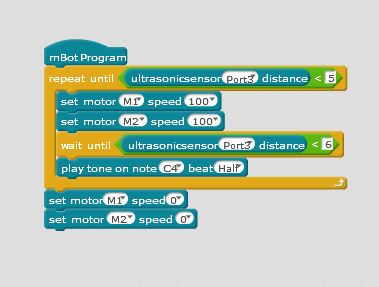 mBot Program
repeat until ultrasonicsensor Port3 distance < 5
set motor M1 speed 100
set motor M2 speed 100
wait until ultrasonicsensor Port3 distance < 6
play tone on note C4 beat Half
set motor M1 speed 0
set motor M2 speed 0